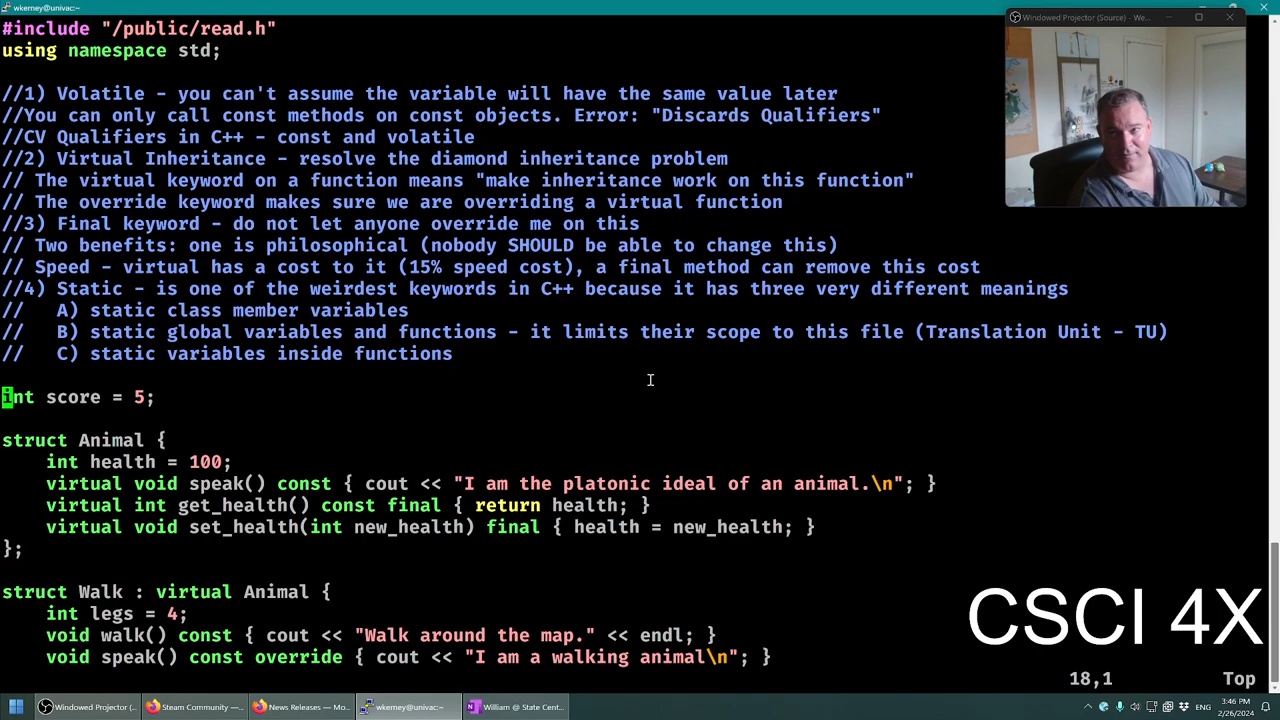 wkerney@univac:~
#include "/public/read.h"
using namespace std;
//1) Volatile - you can't assume the variable will have the same value later
//You can only call const methods on const objects. Error: "Discards Qualifiers"
//CV Qualifiers in C++ - const and volatile
//2) Virtual Inheritance - resolve the diamond inheritance problem
// The virtual keyword on a function means "make inheritance work on this function"
// The override keyword makes sure we are overriding a virtual function
//3) Final keyword - do not let anyone override me on this
// Two benefits: one is philosophical (nobody SHOULD be able to change this)
// Speed - virtual has a cost to it (15% speed cost), a final method can remove this cost
//4) Static - is one of the weirdest keywords in C++ because it has three very different meanings
//   A) static class member variables
//   B) static global variables and functions - it limits their scope to this file (Translation Unit - TU)
//   C) static variables inside functions
int score = 5;
struct Animal {
    int health = 100;
    virtual void speak() const { cout << "I am the platonic ideal of an animal.\n"; }
    virtual int get_health() const final { return health; }
    virtual void set_health(int new_health) final { health = new_health; }
};
struct Walk : virtual Animal {
    int legs = 4;
    void walk() const { cout << "Walk around the map." << endl; }
    void speak() const override { cout << "I am a walking animal\n"; }
18,1 Top
Windowed Projector (Source) - We...
CSCI 4X
Windowed Projector (...
Steam Community —...
News Releases — Mo...
wkerney@univac:~
William @ State Cent...
3:46 PM
2/26/2024